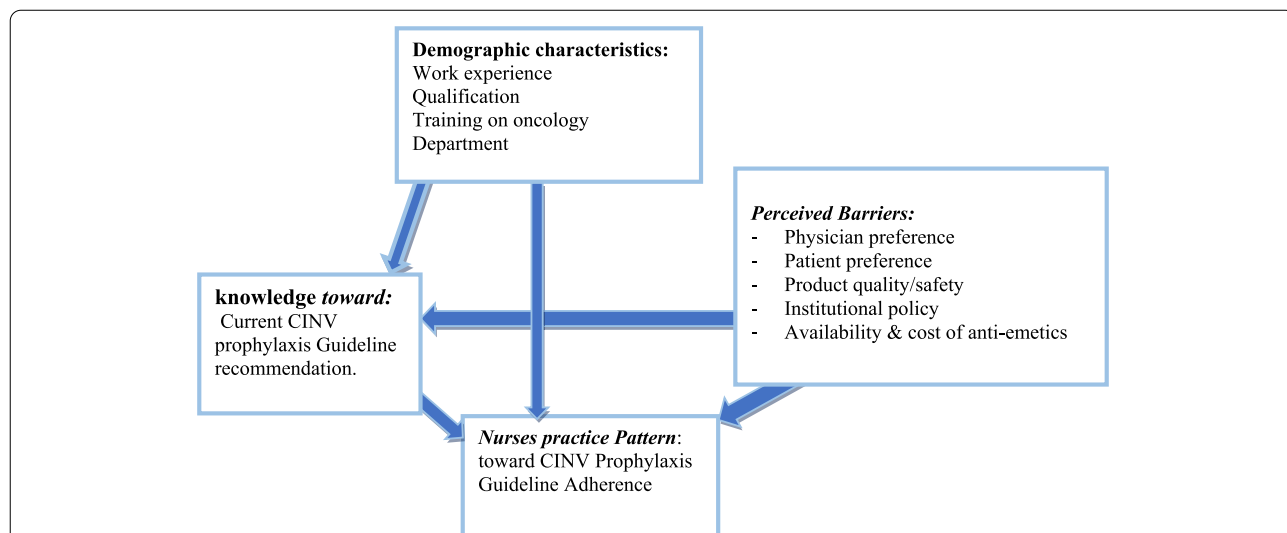 Demographic characteristics:
Work experience
Qualification
Training on oncology
Department
Perceived Barriers:
- Physician preference
- Patient preference
- Product quality/safety
- Institutional policy
- Availability & cost of anti-emetics
knowledge toward:
Current CINV
prophylaxis Guideline
recommendation.
Nurses practice Pattern:
toward CINV Prophylaxis
Guideline Adherence